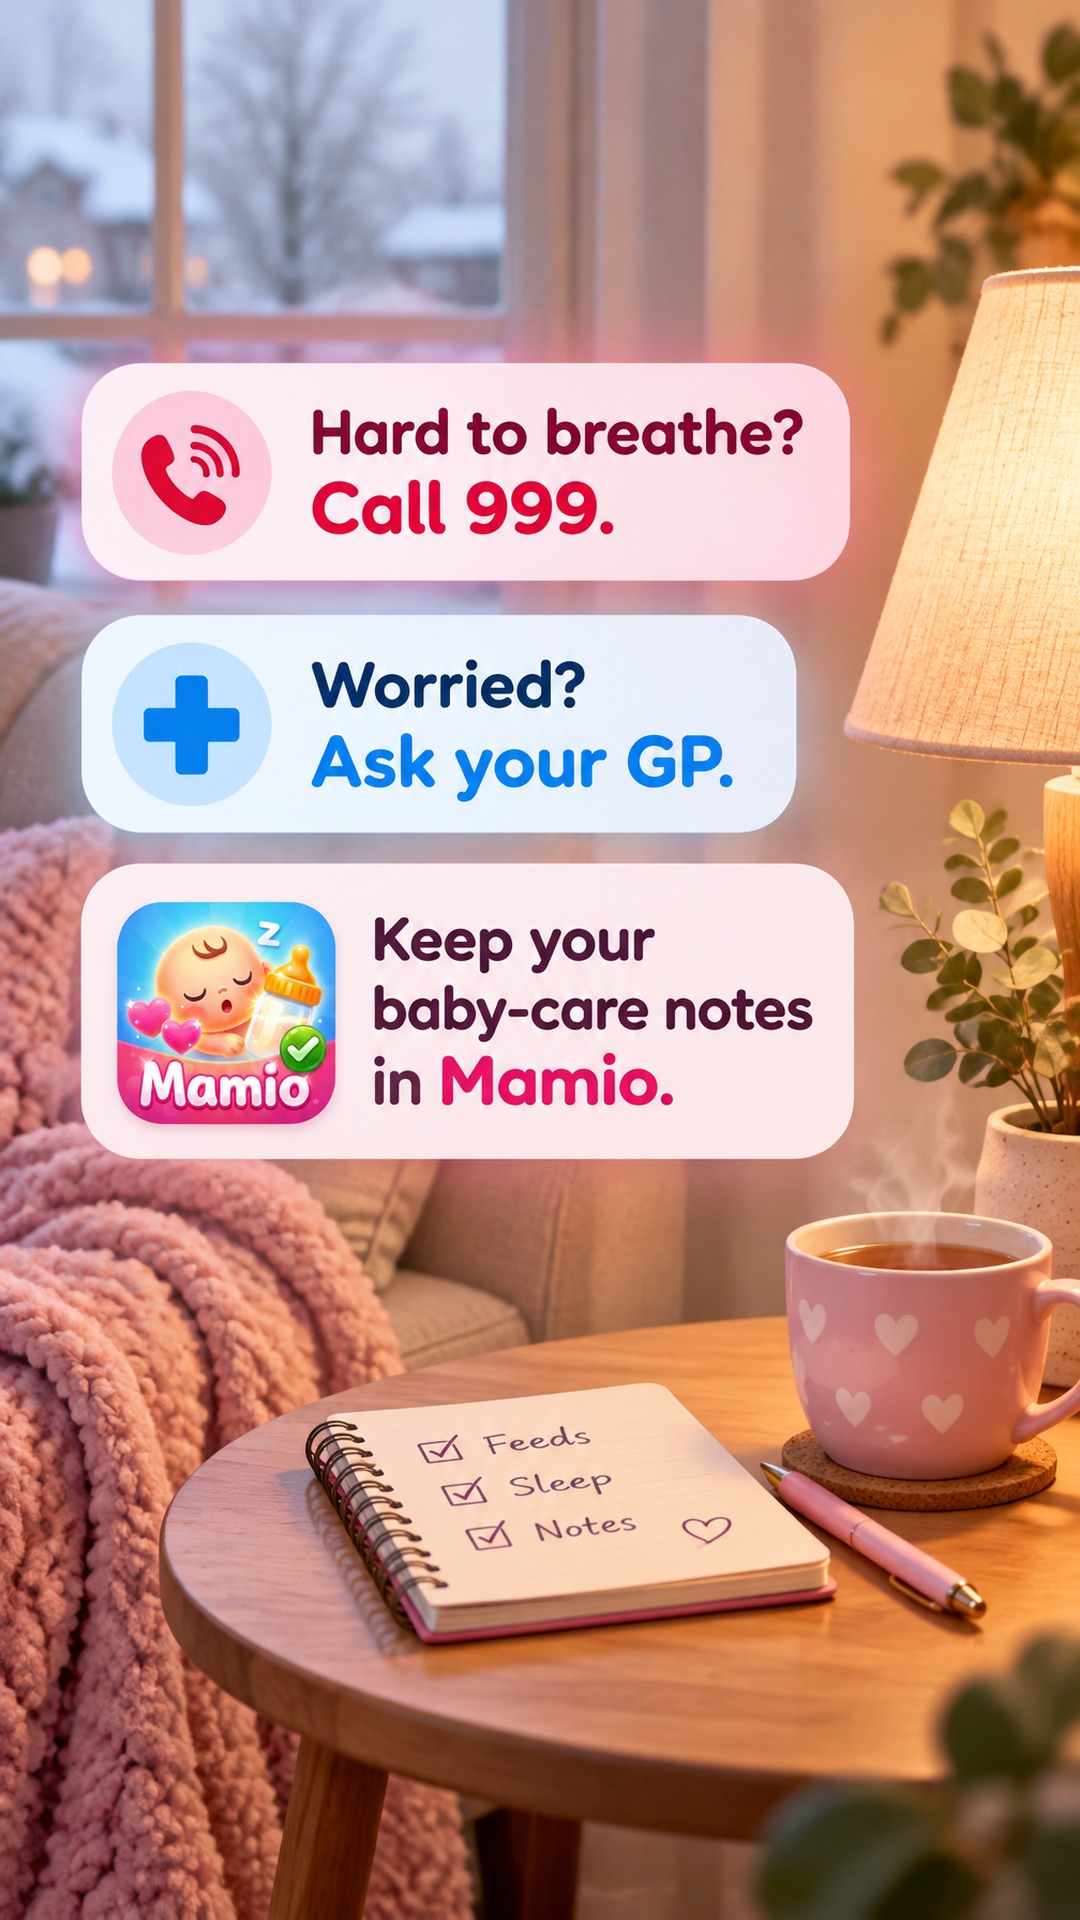 Hard to breathe?
Call 999.
Worried?
Ask your GP.
Z
Mamio
Keep your
baby-care notes
in Mamio.
Feeds
Sleep
Notes